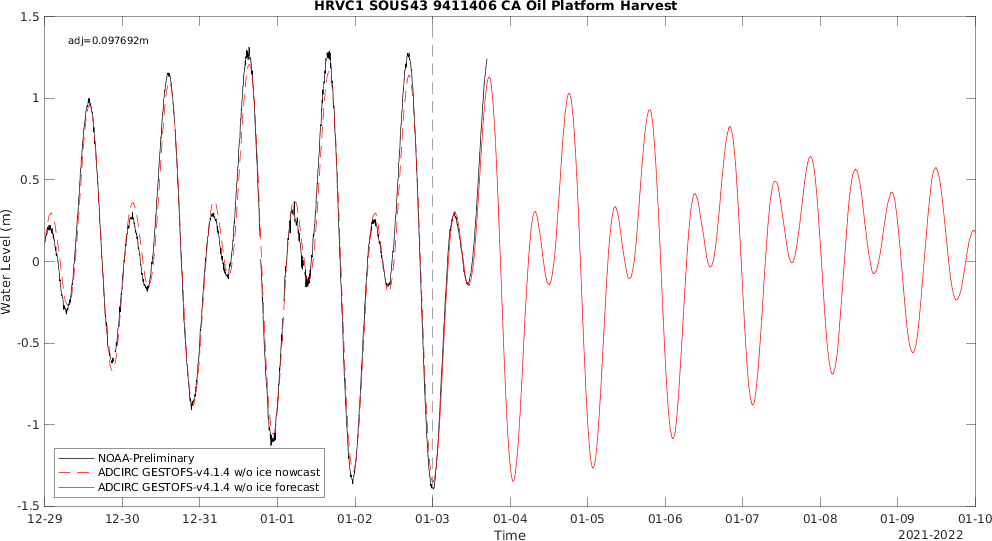 HRVC1 SOUS43 9411406 CA Oil Platform Harvest
adj=0.097692m
1.5
1
0.5
0
-0.5
-1
-1.5
Water Level (m)
NOAA-Preliminary
ADCIRC GESTOFS-v4.1.4 w/o ice nowcast
ADCIRC GESTOFS-v4.1.4 w/o ice forecast
12-29 12-30 12-31 01-01 01-02 01-03 01-04 01-05 01-06 01-07 01-08 01-09 01-10
Time
2021-2022